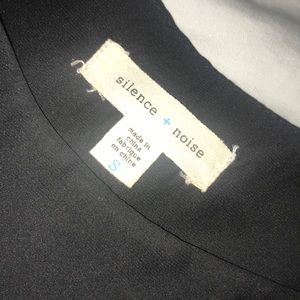 silence + noise
made in
china
fabriqué
en chine
S